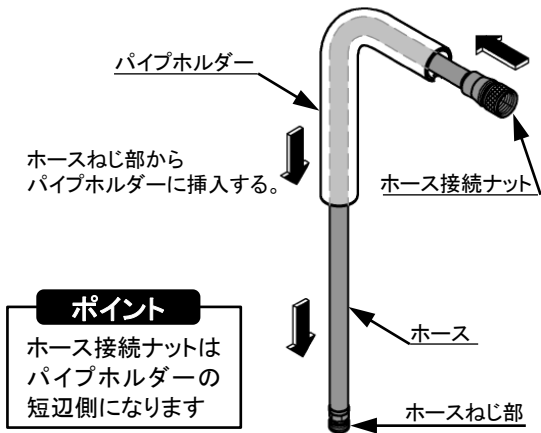 パイプホルダー
ホースねじ部から
パイプホルダーに挿入する。
ホース接続ナット
ポイント
ホース接続ナットは
パイプホルダーの
短辺側になります
ホース
ホースねじ部